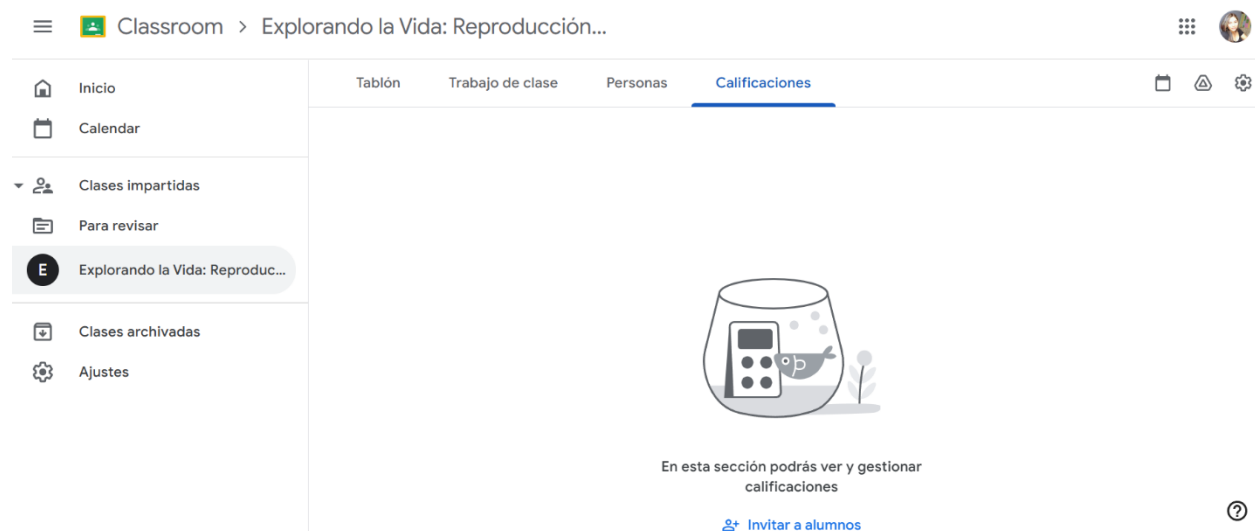 Classroom > Explorando la Vida: Reproducción...
Tablón Trabajo de clase Personas Calificaciones
Inicio
Calendar
Clases impartidas
Para revisar
E Explorando la Vida: Reproduc...
Clases archivadas
Ajustes
En esta sección podrás ver y gestionar
calificaciones
Invitar a alumnos